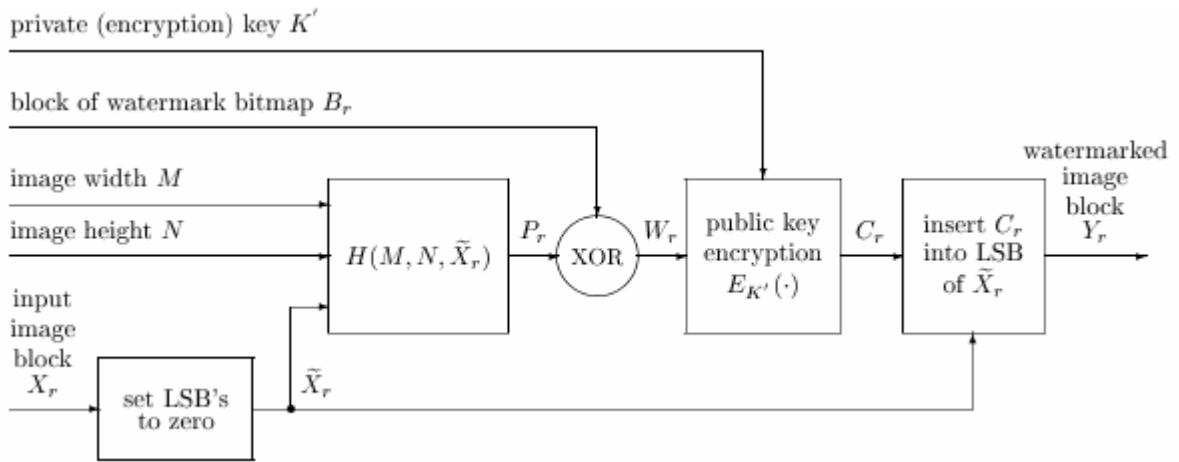 private (encryption) key K′
block of watermark bitmap B_r
image width M
image height N
input
image
block
X_r
set LSB's
to zero
X̃_r
H(M, N, X̃_r)
P_r
XOR
W_r
public key
encryption
E_K′(·)
C_r
insert C_r
into LSB
of X̃_r
watermarked
image
block
Y_r